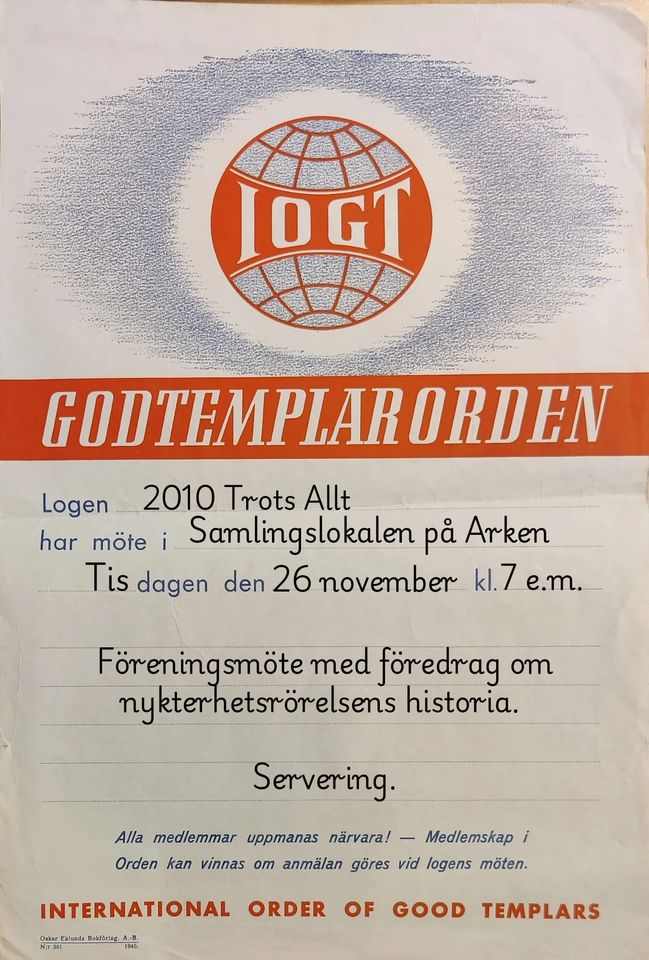 IOGT
GODTEMPLARORDEN
Logen 2010 Trots Allt
har möte i Samlingslokalen på Arken
Tis dagen den 26 november kl. 7 e.m.
Föreningsmöte med föredrag om
nykterhetsrörelsens historia.
Servering.
Alla medlemmar uppmanas närvara! — Medlemskap i
Orden kan vinnas om anmälan göres vid logens möten.
INTERNATIONAL ORDER OF GOOD TEMPLARS
Oskar Eklunds Bokförlag. A.-B.
N:r 361 1946.